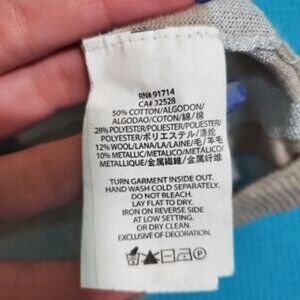 RN# 91714
CA# 32528
50% COTTON/ALGODON/
ALGODAO/COTON/綿/棉
28% POLYESTER/POLIESTER/
POLYESTER/ポリエステル/涤纶
12% WOOL/LANA/LA/LAINE/毛/羊毛
10% METALLIC/METALICO/METALICO/
METALLIQUE/金属繊維/金属纤维
TURN GARMENT INSIDE OUT.
HAND WASH COLD SEPARATELY.
DO NOT BLEACH.
LAY FLAT TO DRY.
IRON ON REVERSE SIDE
AT LOW SETTING.
OR DRY CLEAN.
EXCLUSIVE OF DECORATION.